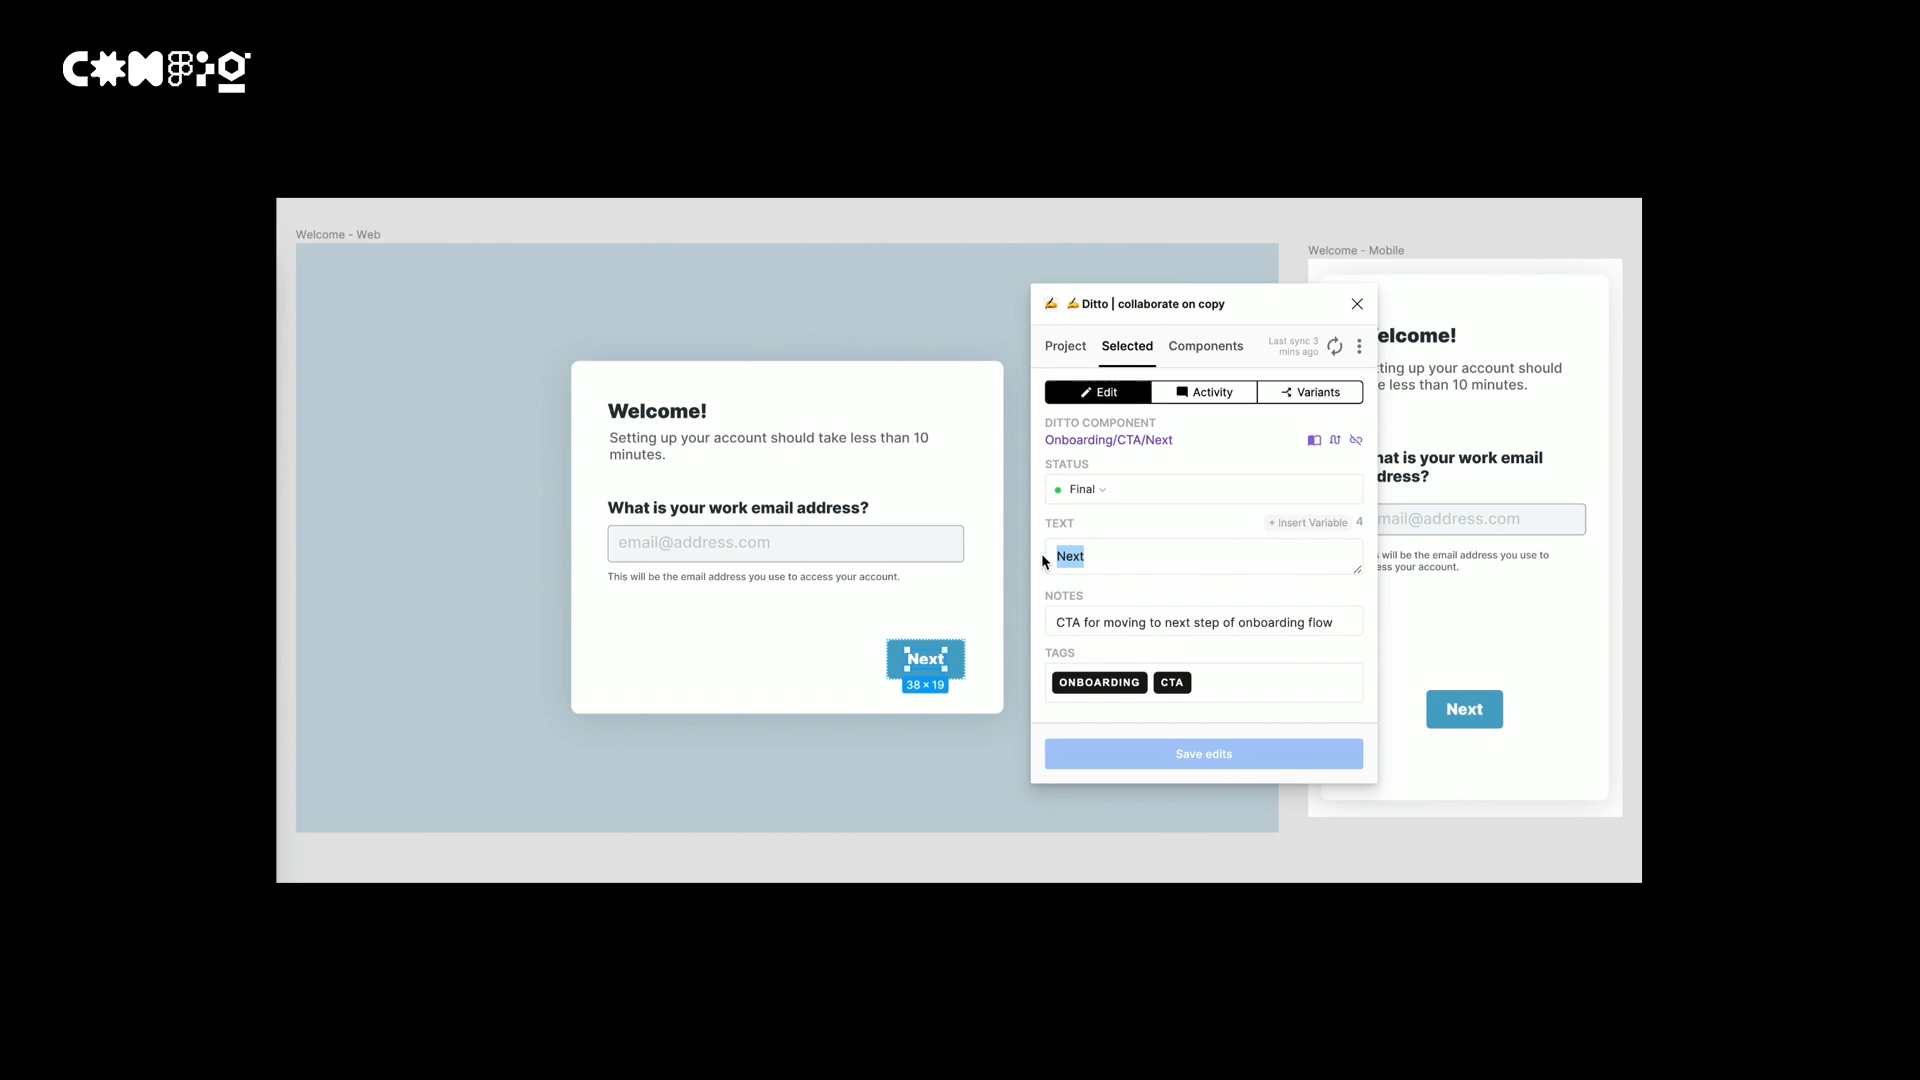 CONFIG
Welcome - Web
Welcome!
Setting up your account should take less than 10
minutes.
What is your work email address?
email@address.com
This will be the email address you use to access your account.
Next
38 × 19
✍️ ✍️ Ditto | collaborate on copy
Project Selected Components
Last sync 3
mins ago
Edit Activity Variants
DITTO COMPONENT
Onboarding/CTA/Next
STATUS
Final
TEXT + Insert Variable 4
Next
NOTES
CTA for moving to next step of onboarding flow
TAGS
ONBOARDING CTA
Save edits
Welcome - Mobile
elcome!
ting up your account should
e less than 10 minutes.
hat is your work email
dress?
mail@address.com
s will be the email address you use to
ess your account.
Next